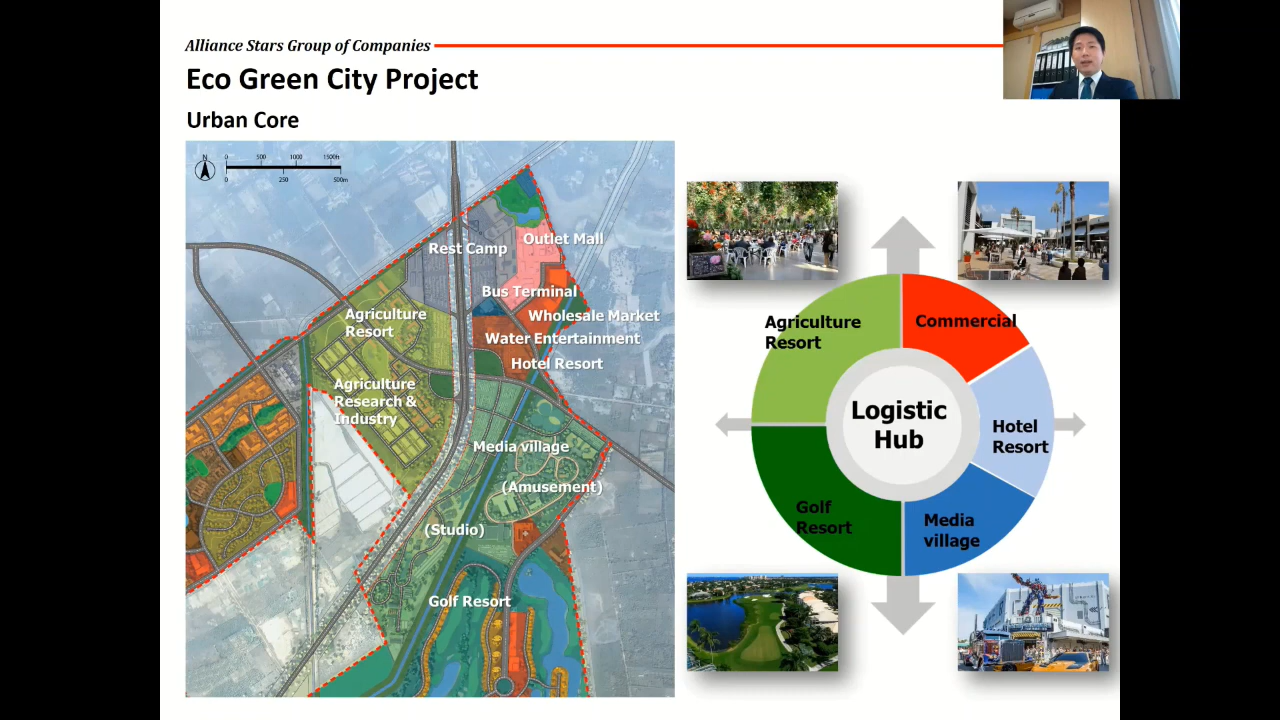 Alliance Stars Group of Companies
Eco Green City Project
Urban Core
N
0 500 1000 1500ft
0 250 500m
Rest Camp
Outlet Mall
Bus Terminal
Agriculture
Resort
Wholesale Market
Water Entertainment
Hotel Resort
Agriculture
Research &
Industry
Media village
(Amusement)
(Studio)
Golf Resort
Agriculture
Resort
Commercial
Logistic
Hub
Hotel
Resort
Golf
Resort
Media
village